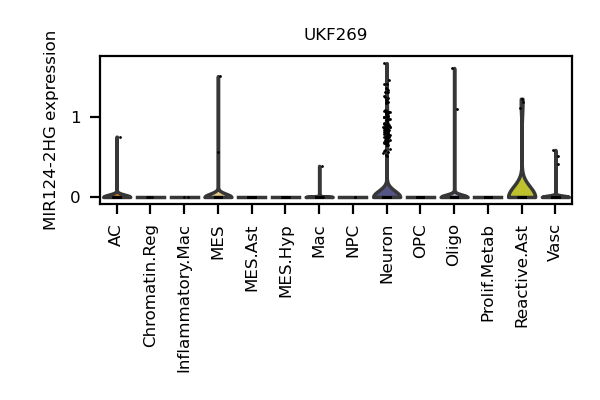 UKF269
MIR124-2HG expression
1
0
AC
Chromatin.Reg
Inflammatory.Mac
MES
MES.Ast
MES.Hyp
Mac
NPC
Neuron
OPC
Oligo
Prolif.Metab
Reactive.Ast
Vasc